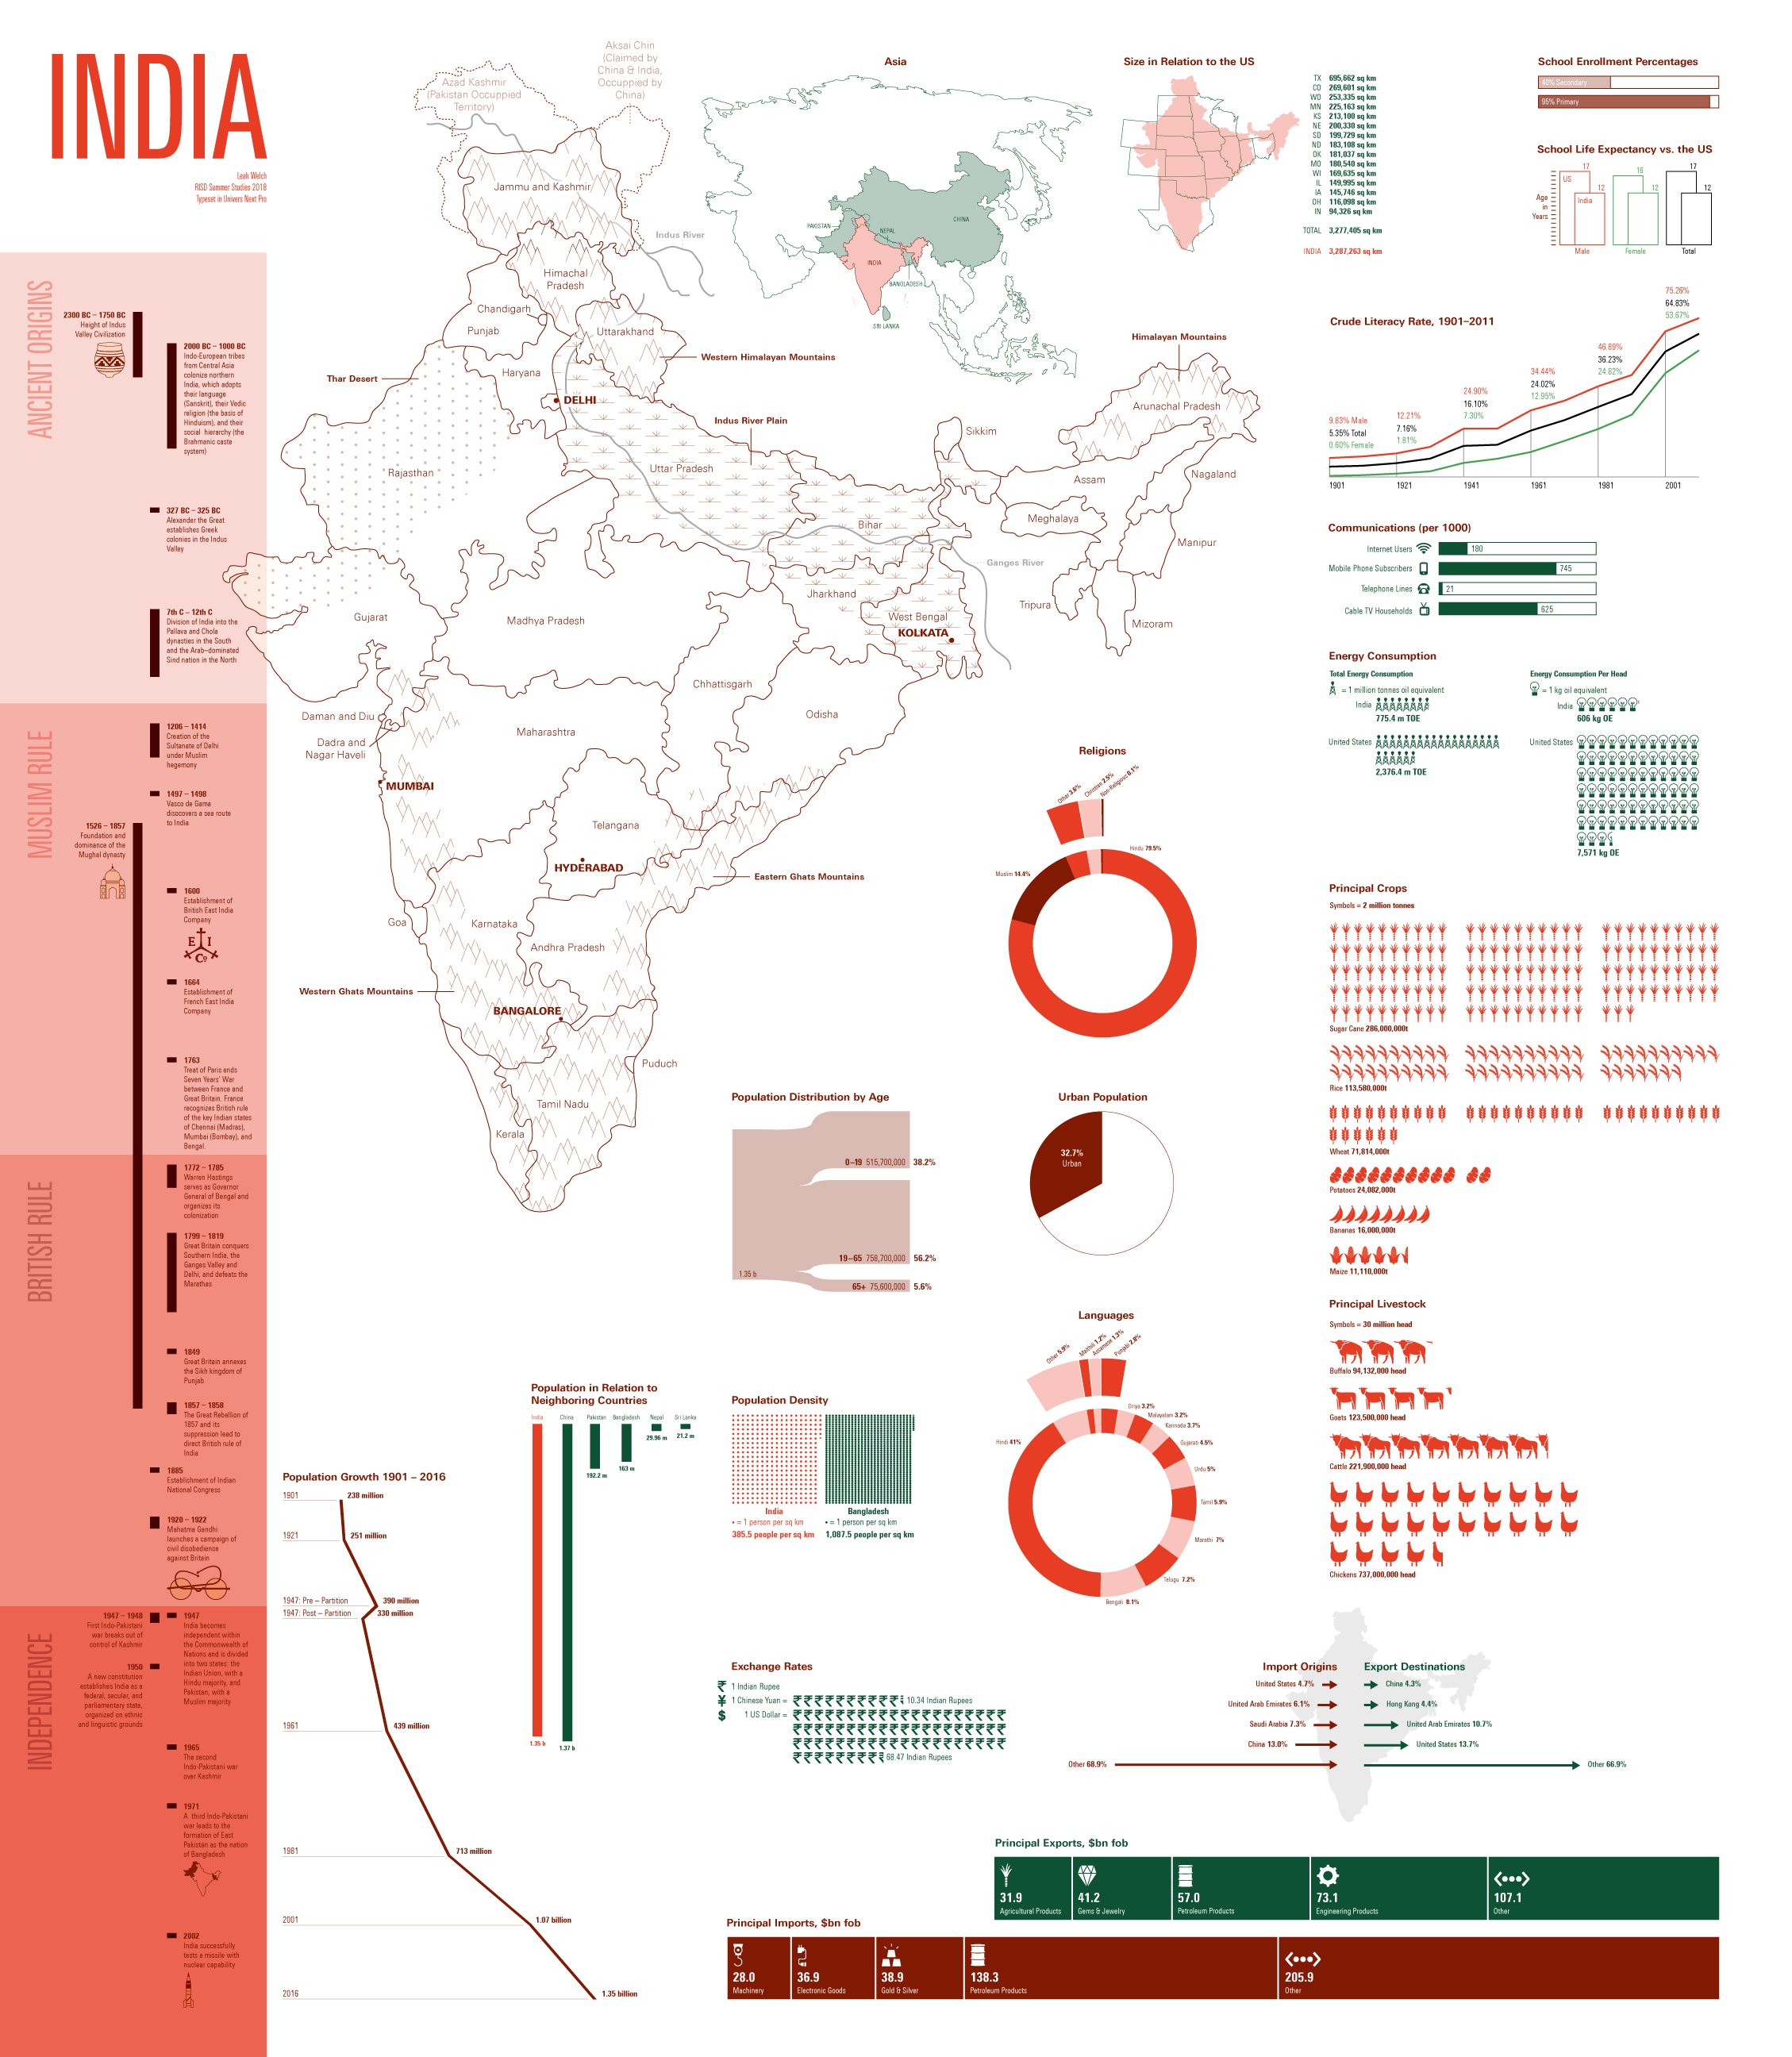 INDIA
Leah Welch
RISD Summer Studies 2018
Typeset in Univers Next Pro
ANCIENT ORIGINS
2300 BC – 1750 BC
Height of Indus
Valley Civilization
2000 BC – 1000 BC
Indo-European tribes
from Central Asia
colonize northern
India, which adopts
their language
(Sanskrit), their Vedic
religion (the basis of
Hinduism), and their
social hierarchy (the
Brahmanic caste
system)
327 BC – 325 BC
Alexander the Great
establishes Greek
colonies in the Indus
Valley
7th C – 12th C
Division of India into the
Pallava and Chola
dynasties in the South
and the Arab–dominated
Sind nation in the North
MUSLIM RULE
1206 – 1414
Creation of the
Sultanate of Delhi
under Muslim
hegemony
1497 – 1498
Vasco de Gama
disocovers a sea route
to India
1526 – 1857
Foundation and
dominance of the
Mughal dynasty
1600
Establishment of
British East India
Company
E I
Co
1664
Establishment of
French East India
Company
1763
Treat of Paris ends
Seven Years' War
between France and
Great Britain. France
recognizes British rule
of the key Indian states
of Chennai (Madras),
Mumbai (Bombay), and
Bengel.
BRITISH RULE
1772 – 1785
Warren Hastings
serves as Governor
General of Bengal and
organizes its
colonization
1799 – 1819
Great Britain conquers
Southern India, the
Ganges Valley and
Delhi, and defeats the
Marathas
1849
Great Britain annexes
the Sikh kingdom of
Punjab
1857 – 1858
The Great Rebellion of
1857 and its
suppression lead to
direct British rule of
India
1885
Establishment of Indian
National Congress
1920 – 1922
Mahatma Gandhi
launches a campaign of
civil disobedience
against Britain
INDEPENDENCE
1947 – 1948
First Indo-Pakistani
war breaks out of
control of Kashmir
1947
India becomes
independent within
the Commonwealth of
Nations and is divided
into two states: the
Indian Union, with a
Hindu majority, and
Pakistan, with a
Muslim majority
1950
A new constitution
establishes India as a
federal, secular, and
parliamentary state,
organized on ethnic
and linguistic grounds
1965
The second
Indo-Pakistani war
over Kashmir
1971
A third Indo-Pakistani
war leads to the
formation of East
Pakistan as the nation
of Bangladesh
2002
India successfully
tests a missile with
nuclear capability
Aksai Chin
(Claimed by
China & India,
Occuppied by
China)
Azad Kashmir
(Pakistan Occuppied
Territory)
Jammu and Kashmir
Indus River
Himachal
Pradesh
Chandigarh
Punjab
Uttarakhand
Western Himalayan Mountains
Haryana
Thar Desert
DELHI
Indus River Plain
Himalayan Mountains
Arunachal Pradesh
Sikkim
Rajasthan
Uttar Pradesh
Assam
Nagaland
Meghalaya
Bihar
Manipur
Ganges River
Jharkhand
Tripura
West Bengal
KOLKATA
Mizoram
Gujarat
Madhya Pradesh
Chhattisgarh
Odisha
Daman and Diu
Dadra and
Nagar Haveli
Maharashtra
MUMBAI
Telangana
HYDERABAD
Eastern Ghats Mountains
Goa
Karnataka
Andhra Pradesh
Western Ghats Mountains
BANGALORE
Puduch
Tamil Nadu
Kerala
Asia
PAKISTAN
NEPAL
CHINA
INDIA
BANGLADESH
SRI LANKA
Size in Relation to the US
TX 695,662 sq km
CO 269,601 sq km
WO 253,335 sq km
MN 225,163 sq km
KS 213,100 sq km
NE 200,330 sq km
SD 199,729 sq km
ND 183,108 sq km
OK 181,037 sq km
MO 180,540 sq km
WI 169,635 sq km
IL 149,995 sq km
IA 145,746 sq km
OH 116,098 sq km
IN 94,326 sq km
TOTAL 3,277,405 sq km
INDIA 3,287,263 sq km
School Enrollment Percentages
40% Secondary
95% Primary
School Life Expectancy vs. the US
17
12
16
12
17
12
US
India
Age
in
Years
Male
Female
Total
Crude Literacy Rate, 1901–2011
9.83% Male
5.35% Total
0.60% Female
12.21%
7.16%
1.81%
24.90%
16.10%
7.30%
34.44%
24.02%
12.95%
46.89%
36.23%
24.82%
75.26%
64.83%
53.67%
1901
1921
1941
1961
1981
2001
Communications (per 1000)
Internet Users 180
Mobile Phone Subscribers 745
Telephone Lines 21
Cable TV Households 625
Energy Consumption
Total Energy Consumption
= 1 million tonnes oil equivalent
India
775.4 m TOE
United States
2,376.4 m TOE
Energy Consumption Per Head
= 1 kg oil equivalent
India
606 kg OE
United States
7,571 kg OE
Principal Crops
Symbols = 2 million tonnes
Sugar Cane 286,000,000t
Rice 113,580,000t
Wheat 71,814,000t
Potatoes 24,082,000t
Bananas 16,000,000t
Maize 11,110,000t
Principal Livestock
Symbols = 30 million head
Buffalo 94,132,000 head
Goats 123,500,000 head
Cattle 221,900,000 head
Chickens 737,000,000 head
Religions
Other 3.6%
Christian 2.5%
Non-Religious 0.1%
Hindu 79.5%
Muslim 14.4%
Population Distribution by Age
0–19 515,700,000 38.2%
19–65 758,700,000 56.2%
1.35 b
65+ 75,600,000 5.6%
Urban Population
32.7%
Urban
Languages
Other 5.9%
Maithili 1.2%
Assamese 1.3%
Punjabi 2.8%
Oriya 3.2%
Malayalam 3.2%
Kannada 3.7%
Gujarati 4.5%
Urdu 5%
Tamil 5.9%
Marathi 7%
Telugu 7.2%
Bengali 8.1%
Hindi 41%
Population in Relation to
Neighboring Countries
India
China
Pakistan
Bangladesh
Nepal
Sri Lanka
1.35 b
1.37 b
192.2 m
163 m
29.96 m
21.2 m
Population Density
India
• = 1 person per sq km
385.5 people per sq km
Bangladesh
• = 1 person per sq km
1,087.5 people per sq km
Population Growth 1901 – 2016
1901 238 million
1921 251 million
1947: Pre – Partition 390 million
1947: Post – Partition 330 million
1961 439 million
1981 713 million
2001 1.07 billion
2016 1.35 billion
Exchange Rates
₹ 1 Indian Rupee
¥ 1 Chinese Yuan = 10.34 Indian Rupees
$ 1 US Dollar =
68.47 Indian Rupees
Import Origins
United States 4.7%
United Arab Emirates 6.1%
Saudi Arabia 7.3%
China 13.0%
Other 68.9%
Export Destinations
China 4.3%
Hong Kong 4.4%
United Arab Emirates 10.7%
United States 13.7%
Other 66.9%
Principal Exports, $bn fob
31.9
Agricultural Products
41.2
Gems & Jewelry
57.0
Petroleum Products
73.1
Engineering Products
107.1
Other
Principal Imports, $bn fob
28.0
Machinery
36.9
Electronic Goods
38.9
Gold & Silver
138.3
Petroleum Products
205.9
Other